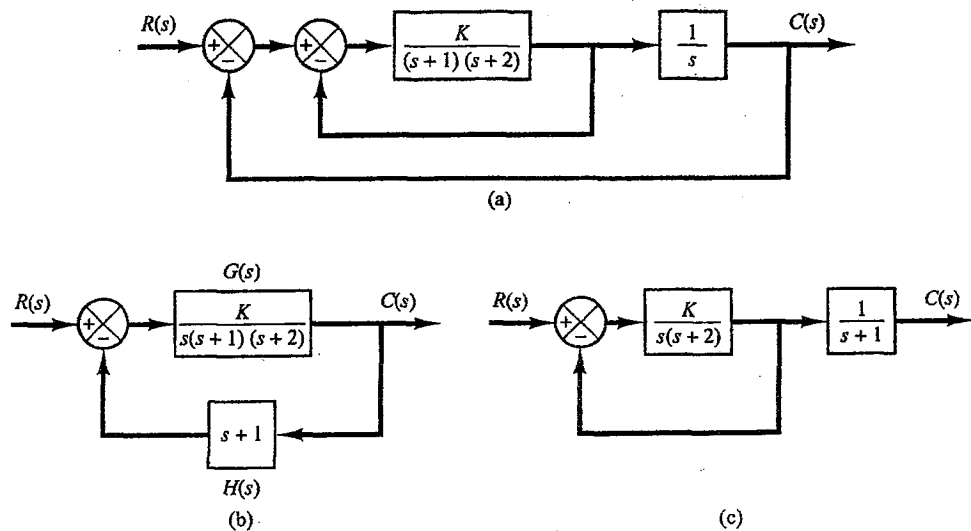 R(s)
+
−
+
−
K
(s + 1) (s + 2)
1
s
C(s)
(a)
G(s)
R(s)
+
−
K
s(s + 1) (s + 2)
C(s)
s + 1
H(s)
(b)
R(s)
+
−
K
s(s + 2)
1
s + 1
C(s)
(c)